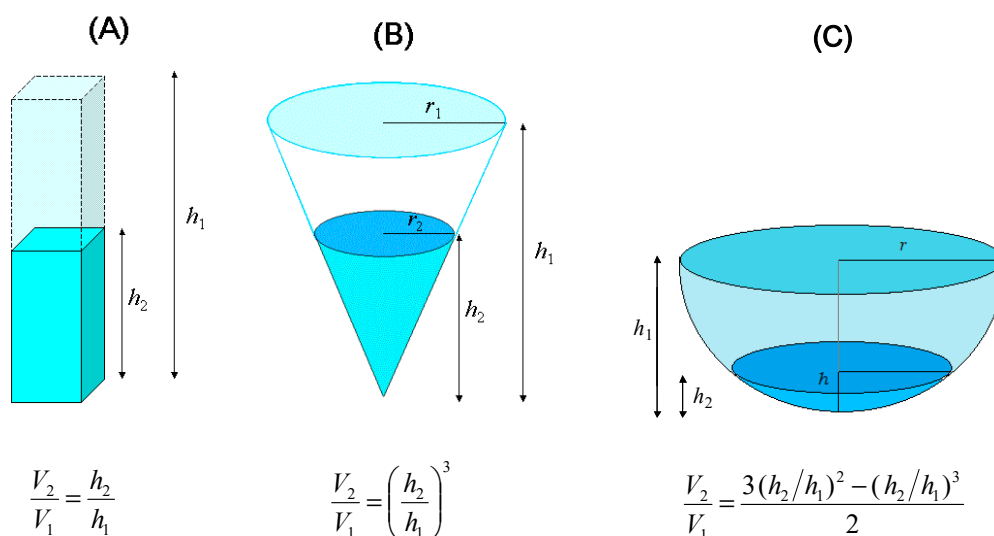 (A)
(B)
(C)
r₁
r₂
h₁
h₂
h₁
h₂
r
h₁
h
h₂
V₂/V₁ = h₂/h₁
V₂/V₁ = (h₂/h₁)³
V₂/V₁ = (3(h₂/h₁)² − (h₂/h₁)³)/2